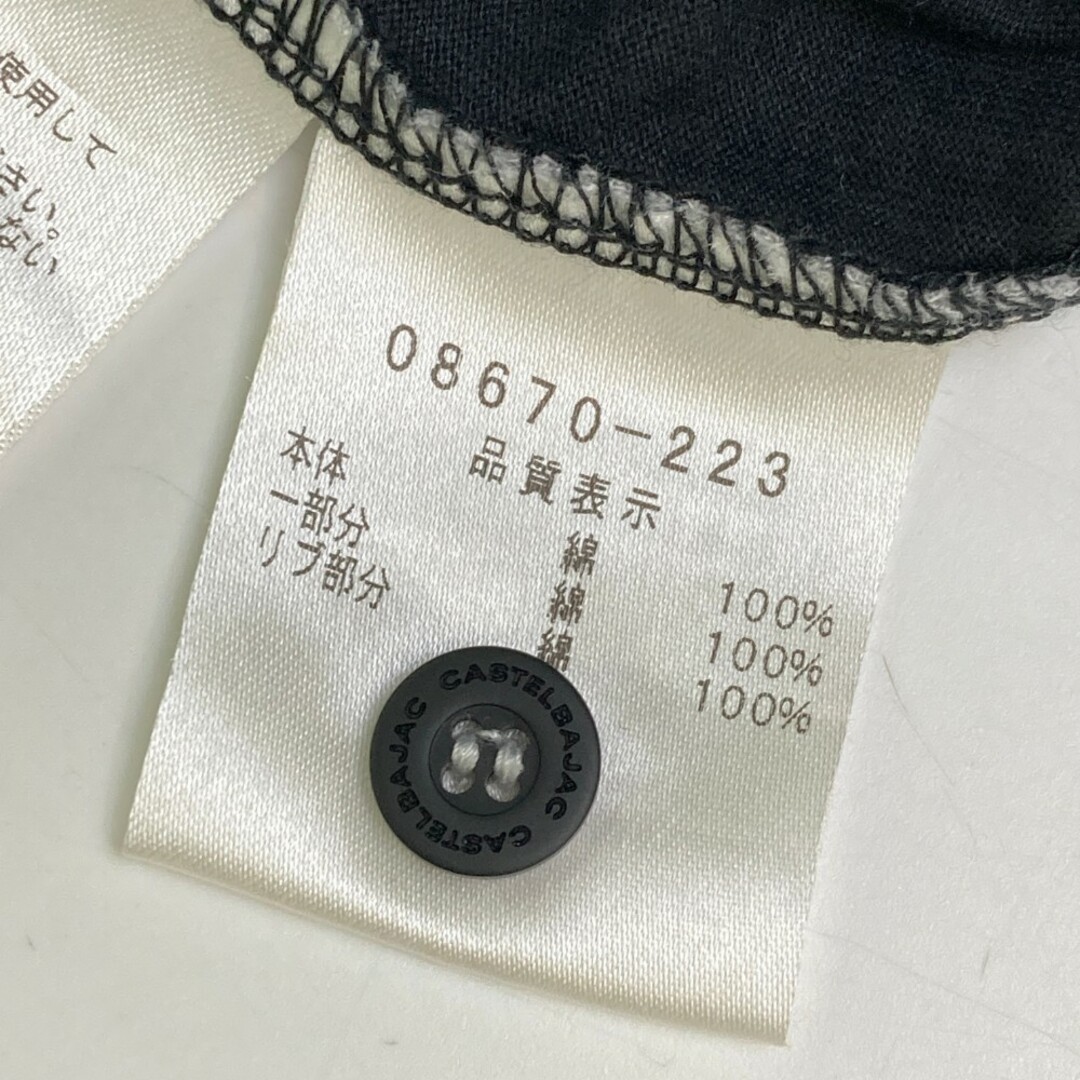 使用して
さい。
ない
08670-223
品質表示
本体 綿 100%
一部分 綿 100%
リブ部分 綿 100%
CASTELBAJAC CASTELBAJAC